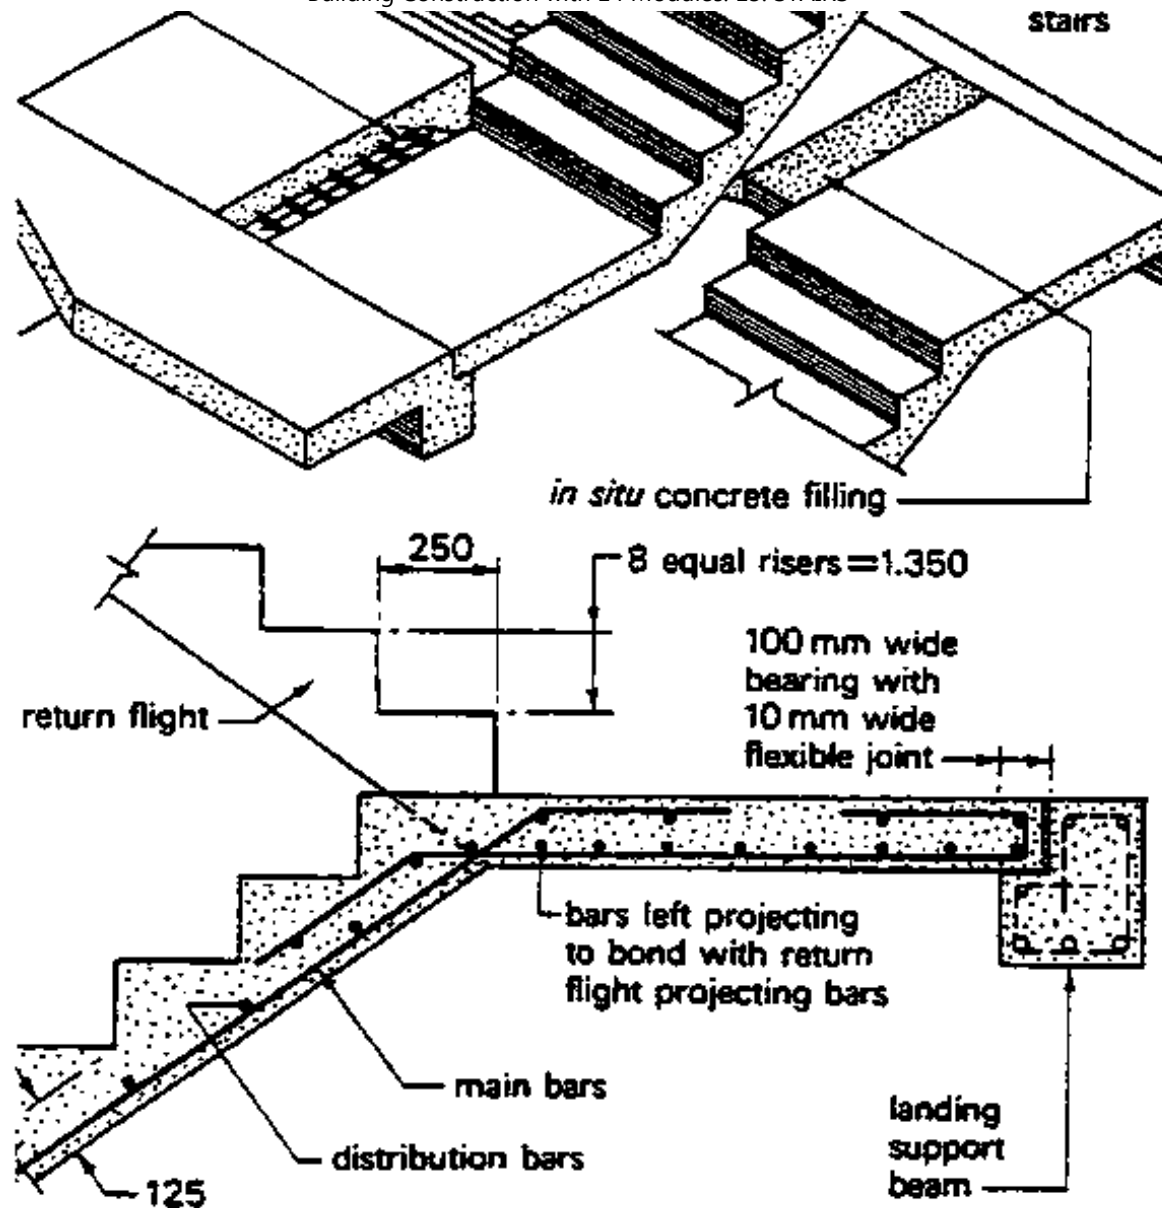 stairs
in situ concrete filling
250
8 equal risers=1.350
100 mm wide
bearing with
10 mm wide
flexible joint
return flight
bars left projecting
to bond with return
flight projecting bars
main bars
distribution bars
125
landing
support
beam